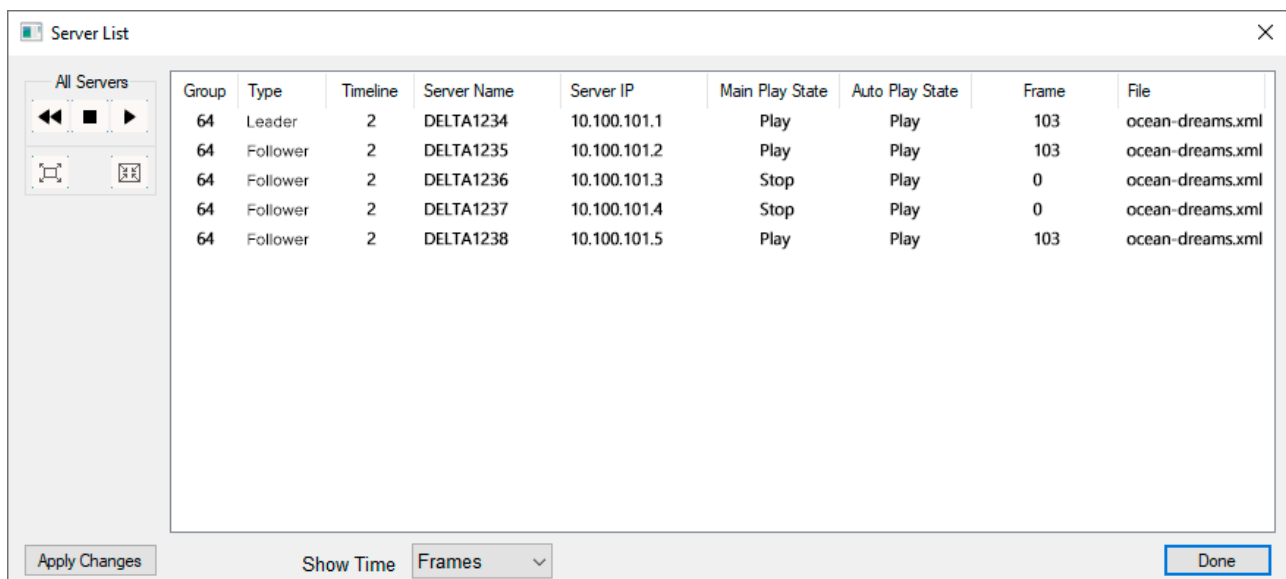 Server List
All Servers
Group Type Timeline Server Name Server IP Main Play State Auto Play State Frame File
64 Leader 2 DELTA1234 10.100.101.1 Play Play 103 ocean-dreams.xml
64 Follower 2 DELTA1235 10.100.101.2 Play Play 103 ocean-dreams.xml
64 Follower 2 DELTA1236 10.100.101.3 Stop Play 0 ocean-dreams.xml
64 Follower 2 DELTA1237 10.100.101.4 Stop Play 0 ocean-dreams.xml
64 Follower 2 DELTA1238 10.100.101.5 Play Play 103 ocean-dreams.xml
Apply Changes Show Time Frames Done